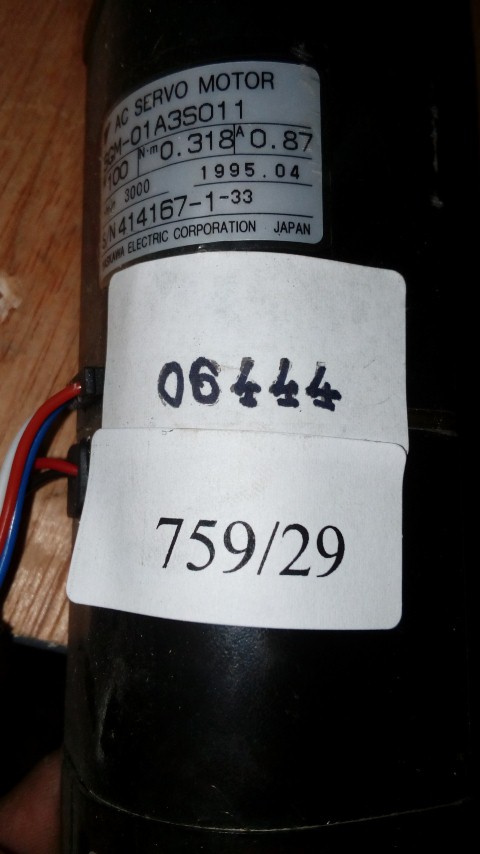 AC SERVO MOTOR
SGM-01A3S011
W 100 N·m 0.318 A 0.87
3000 1995.04
S/N 414167-1-33
ELECTRIC CORPORATION JAPAN
06444
759/29